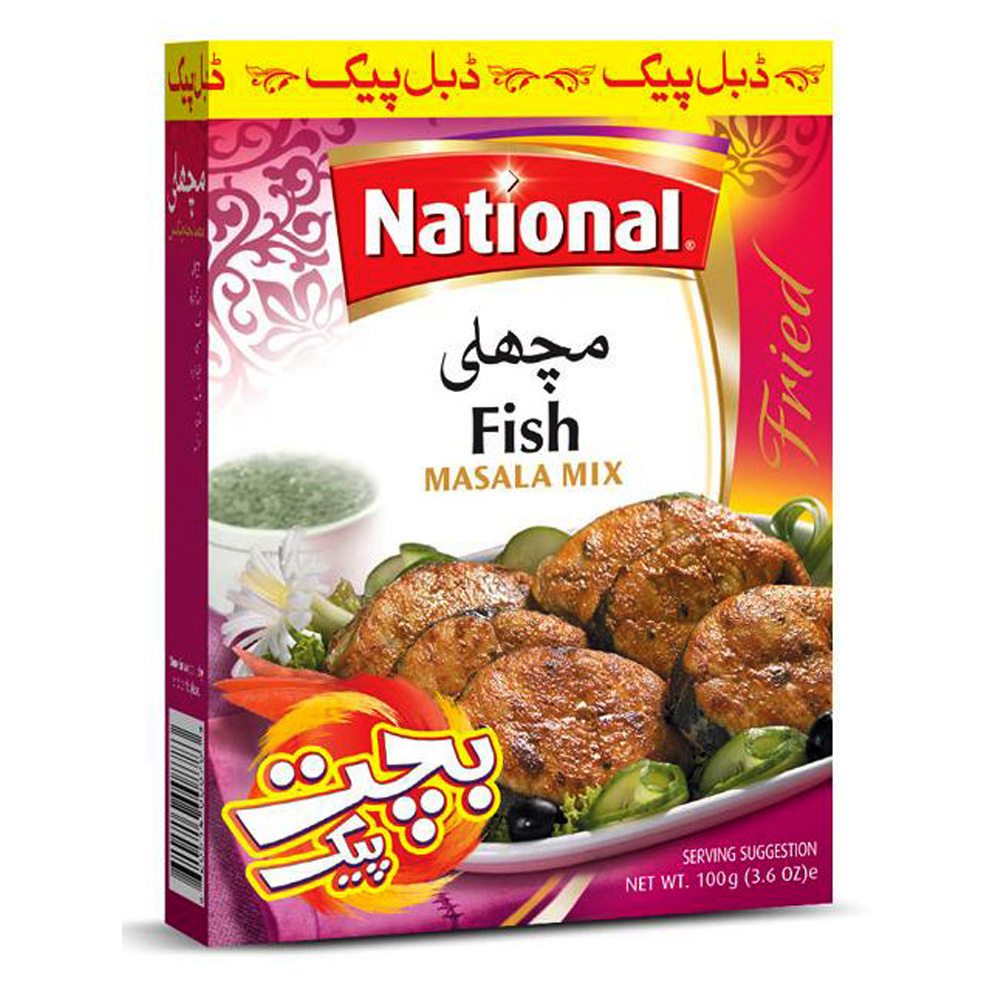 ڈبل پیک ڈبل پیک ڈبل پیک
National®
مچھلی
Fish
MASALA MIX
Fried
بچت
پیک
SERVING SUGGESTION
NET WT. 100g (3.6 OZ)e
مچھلی